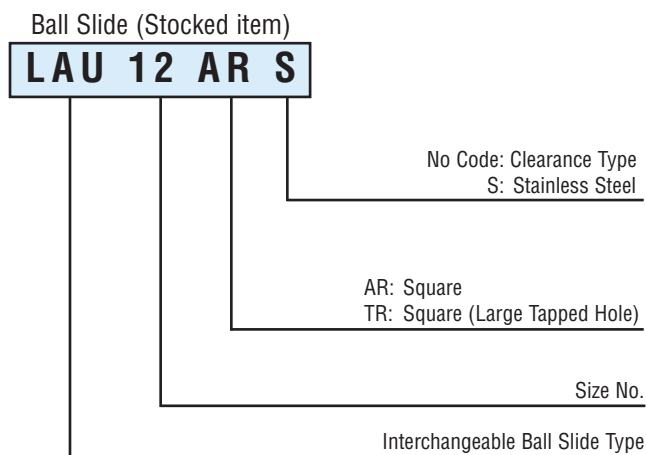 Ball Slide (Stocked item)
LAU 12 AR S
No Code: Clearance Type
S: Stainless Steel
AR: Square
TR: Square (Large Tapped Hole)
Size No.
Interchangeable Ball Slide Type